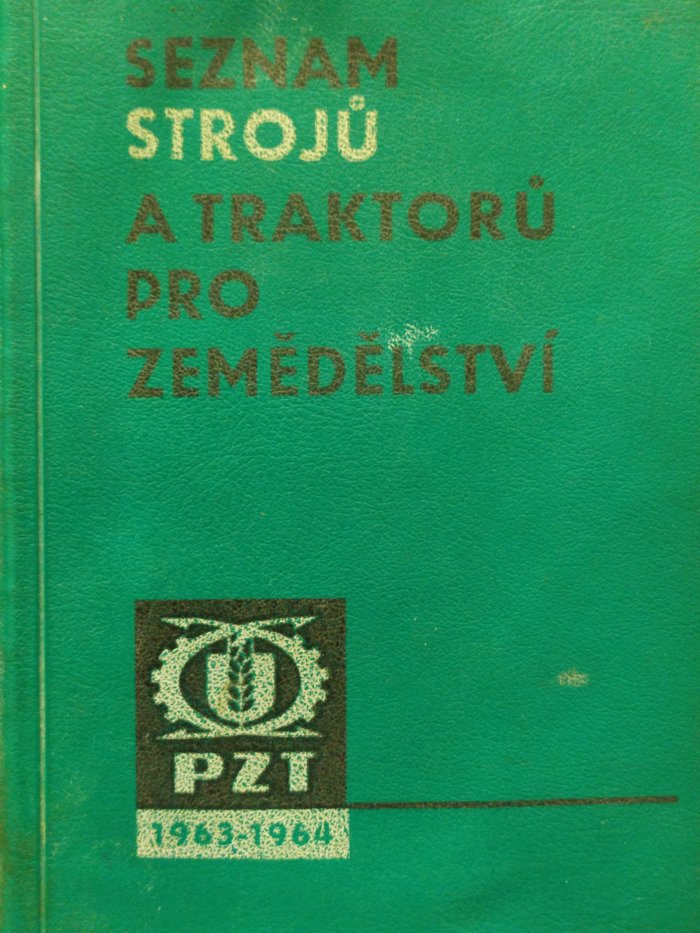 SEZNAM
STROJŮ
A TRAKTORŮ
PRO
ZEMĚDĚLSTVÍ
PZT
1963-1964